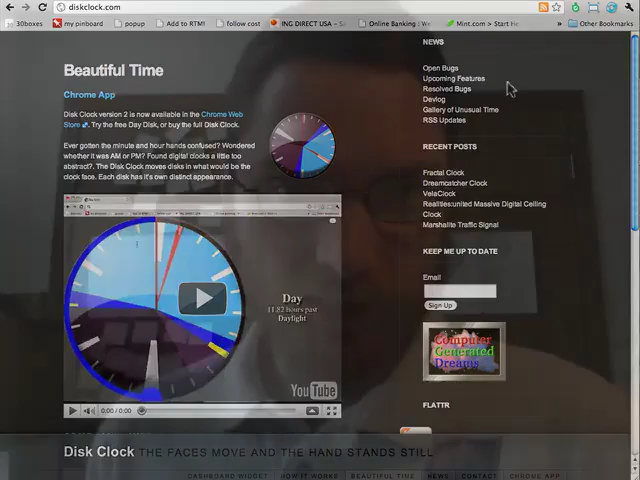 diskclock.com
30boxes
my pinboard
popup
Add to RTM!
follow cost
ING DIRECT USA – Si
Online Banking : W
Mint.com > Start He
»
Other Bookmarks
NEWS
Open Bugs
Upcoming Features
Resolved Bugs
Devlog
Gallery of Unusual Time
RSS Updates
Beautiful Time
Chrome App
Disk Clock version 2 is now available in the Chrome Web
Store. Try the free Day Disk, or buy the full Disk Clock.
Ever gotten the minute and hour hands confused? Wondered
whether it was AM or PM? Found digital clocks a little too
abstract?. The Disk Clock moves disks in what would be the
clock face. Each disk has it's own distinct appearance.
RECENT POSTS
Fractal Clock
Dreamcatcher Clock
VelaClock
Realities:united Massive Digital Ceiling
Clock
Marshalite Traffic Signal
KEEP ME UP TO DATE
Email
Sign Up
Day
11.82 hours past
Dayfight
YouTube
0:00 / 0:00
Computer
Generated
Dreams
FLATTR
Disk Clock THE FACES MOVE AND THE HAND STANDS STILL
DASHBOARD WIDGET HOW IT WORKS BEAUTIFUL TIME NEWS CONTACT CHROME APP